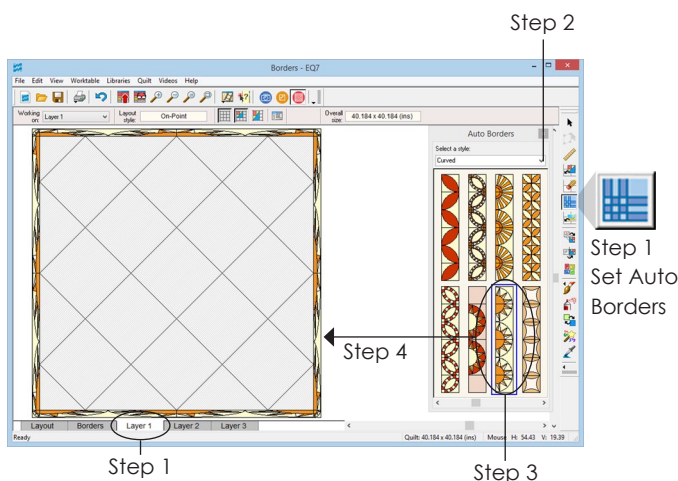 Step 2
Borders - EQ7
File Edit View Worktable Libraries Quilt Videos Help
Working on: Layer 1 Layout style: On-Point Overall size: 40.184 x 40.184 (ins)
Auto Borders
Select a style:
Curved
Step 1
Set Auto
Borders
Step 4
Layout Borders Layer 1 Layer 2 Layer 3
Ready Quilt: 40.184 x 40.184 (ins) Mouse H: 54.43 V: 19.39
Step 1
Step 3